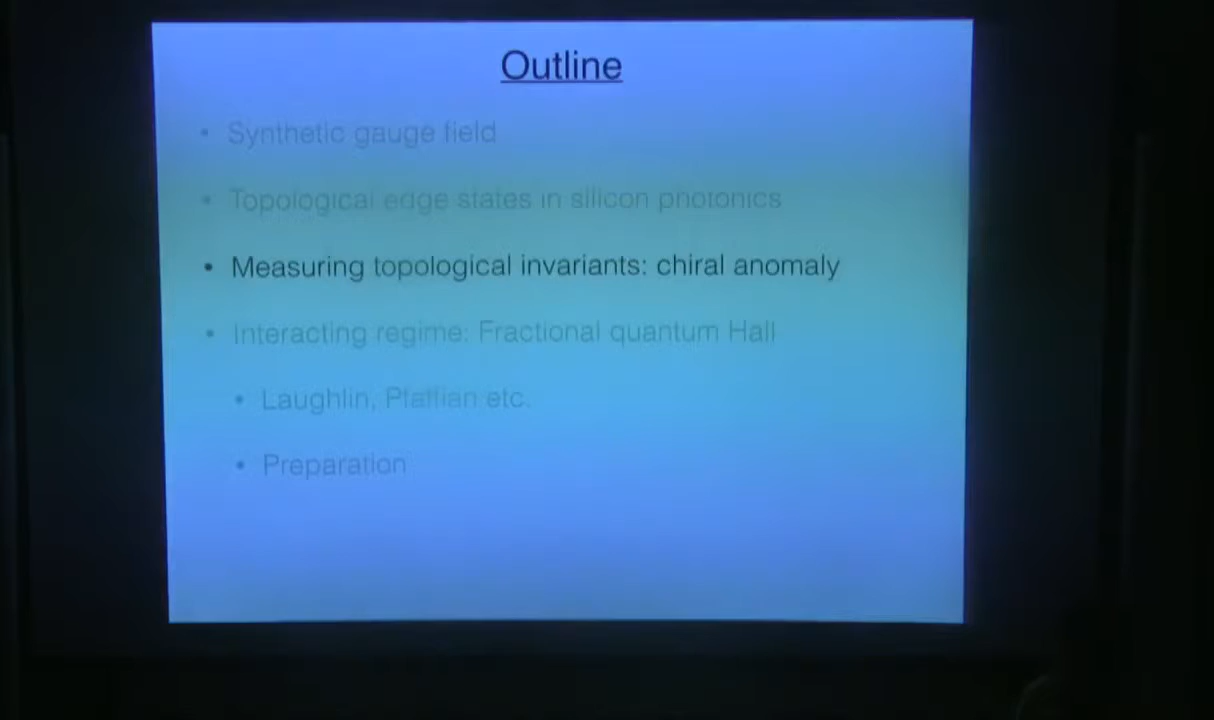 Outline
• Synthetic gauge field
• Topological edge states in silicon photonics
• Measuring topological invariants: chiral anomaly
• Interacting regime: Fractional quantum Hall
• Laughlin, Pfaffian etc.
• Preparation